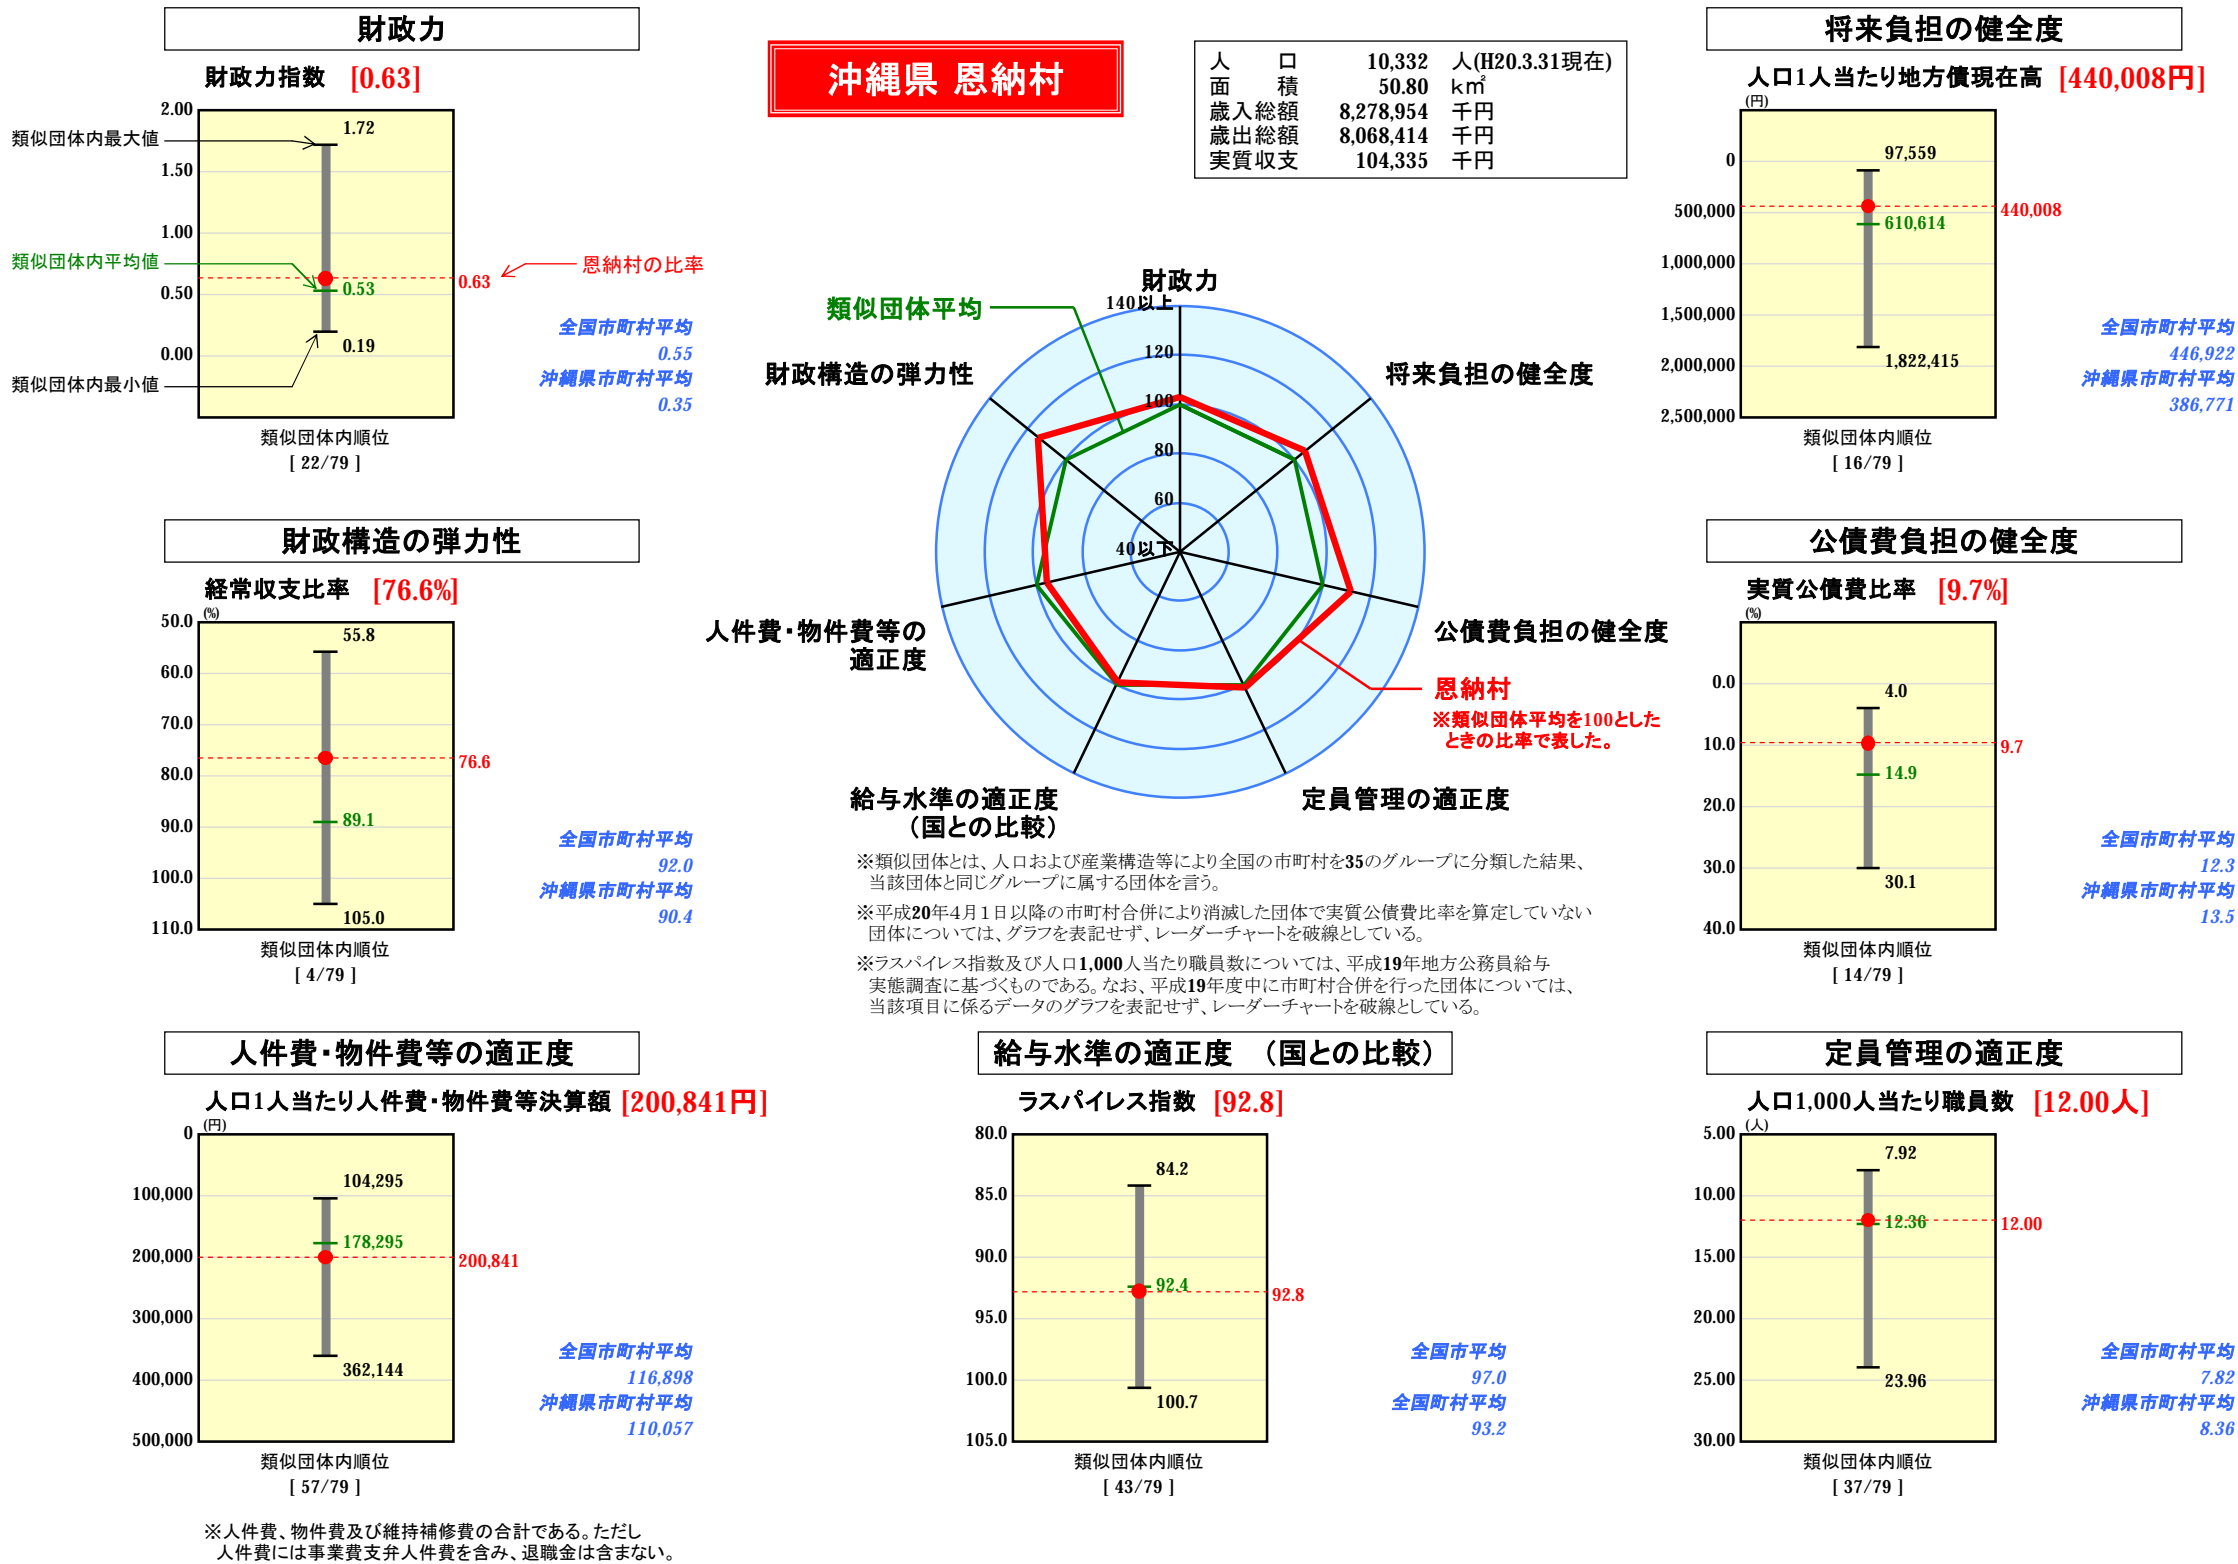 財政力
財政力指数 [0.63]
2.00
1.50
1.00
0.50
0.00
類似団体内最大値
類似団体内平均値
類似団体内最小値
1.72
0.53
0.19
0.63
恩納村の比率
全国市町村平均
0.55
沖縄県市町村平均
0.35
類似団体内順位
[ 22/79 ]
沖縄県 恩納村
人口 10,332 人(H20.3.31現在)
面積 50.80 k㎡
歳入総額 8,278,954 千円
歳出総額 8,068,414 千円
実質収支 104,335 千円
将来負担の健全度
人口1人当たり地方債現在高 [440,008円]
(円)
0
500,000
1,000,000
1,500,000
2,000,000
2,500,000
97,559
610,614
1,822,415
440,008
全国市町村平均
446,922
沖縄県市町村平均
386,771
類似団体内順位
[ 16/79 ]
財政力
140以上
120
100
80
60
40以下
類似団体平均
財政構造の弾力性
将来負担の健全度
人件費・物件費等の
適正度
公債費負担の健全度
恩納村
※類似団体平均を100とした
ときの比率で表した。
給与水準の適正度
（国との比較）
定員管理の適正度
※類似団体とは、人口および産業構造等により全国の市町村を35のグループに分類した結果、
当該団体と同じグループに属する団体を言う。
※平成20年4月1日以降の市町村合併により消滅した団体で実質公債費比率を算定していない
団体については、グラフを表記せず、レーダーチャートを破線としている。
※ラスパイレス指数及び人口1,000人当たり職員数については、平成19年地方公務員給与
実態調査に基づくものである。なお、平成19年度中に市町村合併を行った団体については、
当該項目に係るデータのグラフを表記せず、レーダーチャートを破線としている。
財政構造の弾力性
経常収支比率 [76.6%]
(%)
50.0
60.0
70.0
80.0
90.0
100.0
110.0
55.8
89.1
105.0
76.6
全国市町村平均
92.0
沖縄県市町村平均
90.4
類似団体内順位
[ 4/79 ]
公債費負担の健全度
実質公債費比率 [9.7%]
(%)
0.0
10.0
20.0
30.0
40.0
4.0
14.9
30.1
9.7
全国市町村平均
12.3
沖縄県市町村平均
13.5
類似団体内順位
[ 14/79 ]
人件費・物件費等の適正度
人口1人当たり人件費・物件費等決算額 [200,841円]
(円)
0
100,000
200,000
300,000
400,000
500,000
104,295
178,295
362,144
200,841
全国市町村平均
116,898
沖縄県市町村平均
110,057
類似団体内順位
[ 57/79 ]
※人件費、物件費及び維持補修費の合計である。ただし
人件費には事業費支弁人件費を含み、退職金は含まない。
給与水準の適正度 （国との比較）
ラスパイレス指数 [92.8]
80.0
85.0
90.0
95.0
100.0
105.0
84.2
92.4
100.7
92.8
全国市平均
97.0
全国町村平均
93.2
類似団体内順位
[ 43/79 ]
定員管理の適正度
人口1,000人当たり職員数 [12.00人]
(人)
5.00
10.00
15.00
20.00
25.00
30.00
7.92
12.36
23.96
12.00
全国市町村平均
7.82
沖縄県市町村平均
8.36
類似団体内順位
[ 37/79 ]